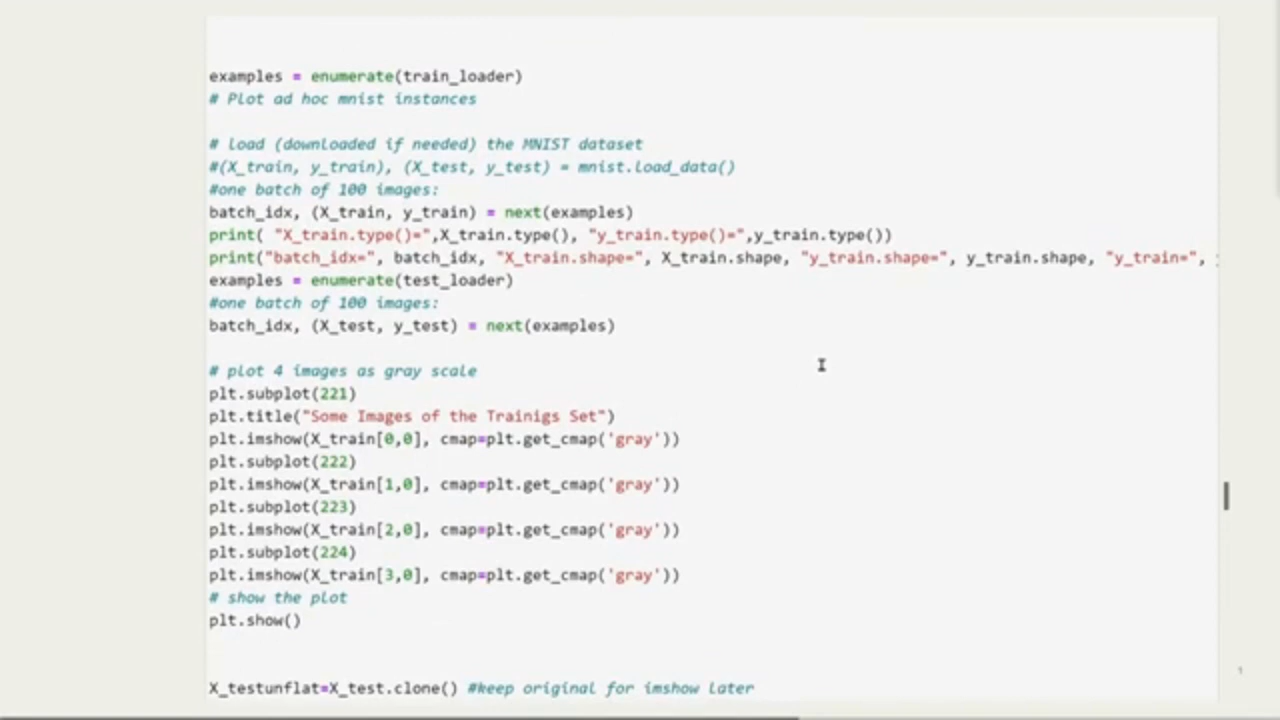 examples = enumerate(train_loader)
# Plot ad hoc mnist instances
# load (downloaded if needed) the MNIST dataset
#(X_train, y_train), (X_test, y_test) = mnist.load_data()
#one batch of 100 images:
batch_idx, (X_train, y_train) = next(examples)
print( "X_train.type()=",X_train.type(), "y_train.type()=",y_train.type())
print("batch_idx=", batch_idx, "X_train.shape=", X_train.shape, "y_train.shape=", y_train.shape, "y_train=",
examples = enumerate(test_loader)
#one batch of 100 images:
batch_idx, (X_test, y_test) = next(examples)
# plot 4 images as gray scale
plt.subplot(221)
plt.title("Some Images of the Trainigs Set")
plt.imshow(X_train[0,0], cmap=plt.get_cmap('gray'))
plt.subplot(222)
plt.imshow(X_train[1,0], cmap=plt.get_cmap('gray'))
plt.subplot(223)
plt.imshow(X_train[2,0], cmap=plt.get_cmap('gray'))
plt.subplot(224)
plt.imshow(X_train[3,0], cmap=plt.get_cmap('gray'))
# show the plot
plt.show()
X_testunflat=X_test.clone() #keep original for imshow later